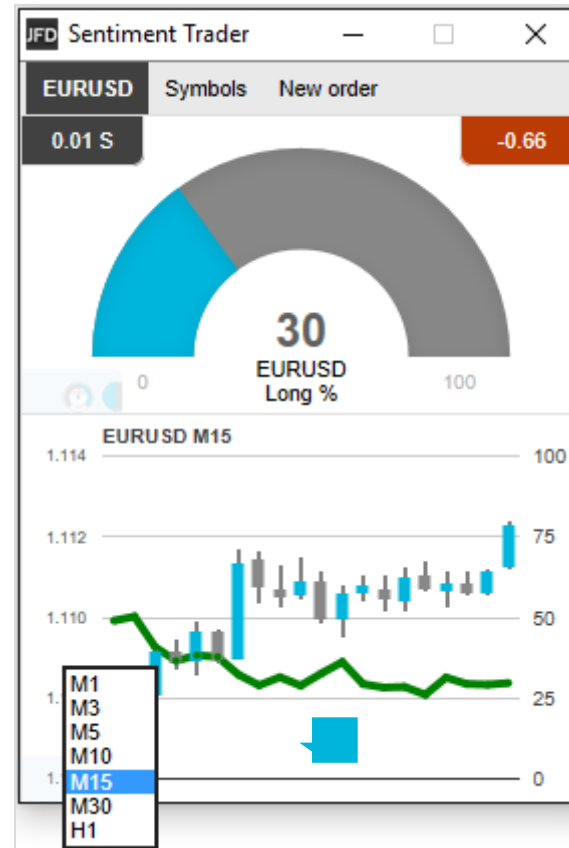 JFD Sentiment Trader
EURUSD Symbols New order
0.01 S -0.66
30
EURUSD
0 Long % 100
EURUSD M15
1.114 100
1.112 75
1.110 50
25
0
M1
M3
M5
M10
M15
M30
H1